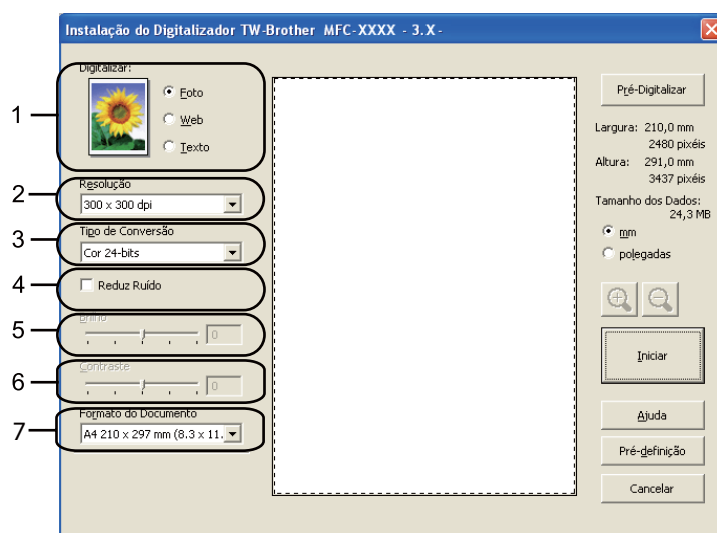 Instalação do Digitalizador TW-Brother MFC-XXXX - 3.X-
1
Digitalizar:
Foto
Web
Texto
2
Resolução
300 x 300 dpi
3
Tipo de Conversão
Cor 24-bits
4
Reduz Ruído
5
Brilho
0
6
Contraste
0
7
Formato do Documento
A4 210 x 297 mm (8.3 x 11.
Pré-Digitalizar
Largura: 210,0 mm
2480 pixéis
Altura: 291,0 mm
3437 pixéis
Tamanho dos Dados:
24,3 MB
mm
polegadas
Iniciar
Ajuda
Pré-definição
Cancelar